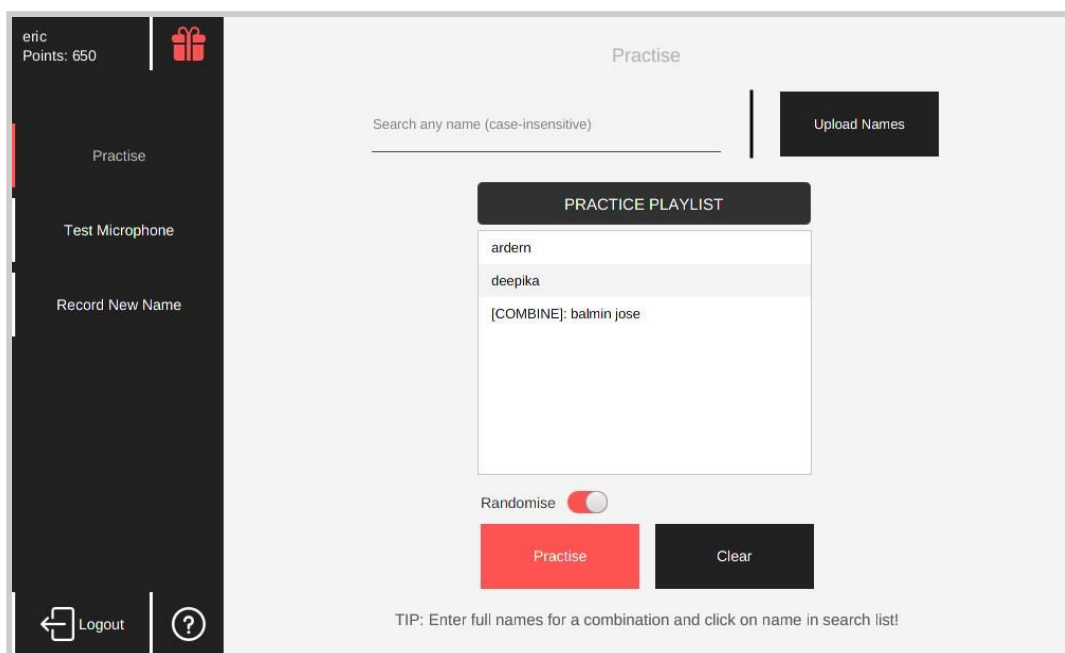 eric
Points: 650
Practise
Test Microphone
Record New Name
Logout
?
Practise
Search any name (case-insensitive)
Upload Names
PRACTICE PLAYLIST
ardern
deepika
[COMBINE]: balmin jose
Randomise
Practise
Clear
TIP: Enter full names for a combination and click on name in search list!